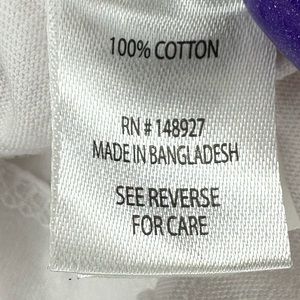 100% COTTON
RN # 148927
MADE IN BANGLADESH
SEE REVERSE
FOR CARE